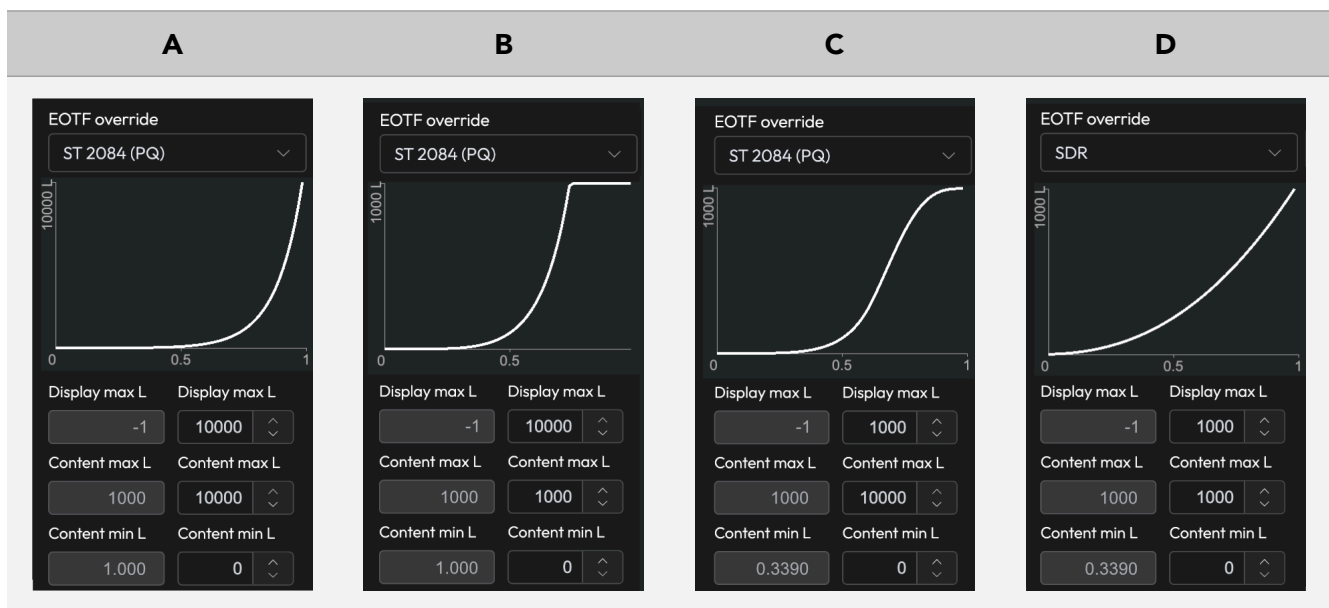 A B C D
EOTF override
ST 2084 (PQ)
10000 L
0 0.5 1
Display max L Display max L
-1 10000
Content max L Content max L
1000 10000
Content min L Content min L
1.000 0
EOTF override
ST 2084 (PQ)
1000 L
0 0.5
Display max L Display max L
-1 10000
Content max L Content max L
1000 1000
Content min L Content min L
1.000 0
EOTF override
ST 2084 (PQ)
1000 L
0 0.5 1
Display max L Display max L
-1 1000
Content max L Content max L
1000 10000
Content min L Content min L
0.3390 0
EOTF override
SDR
1000 L
0 0.5 1
Display max L Display max L
-1 1000
Content max L Content max L
1000 1000
Content min L Content min L
0.3390 0